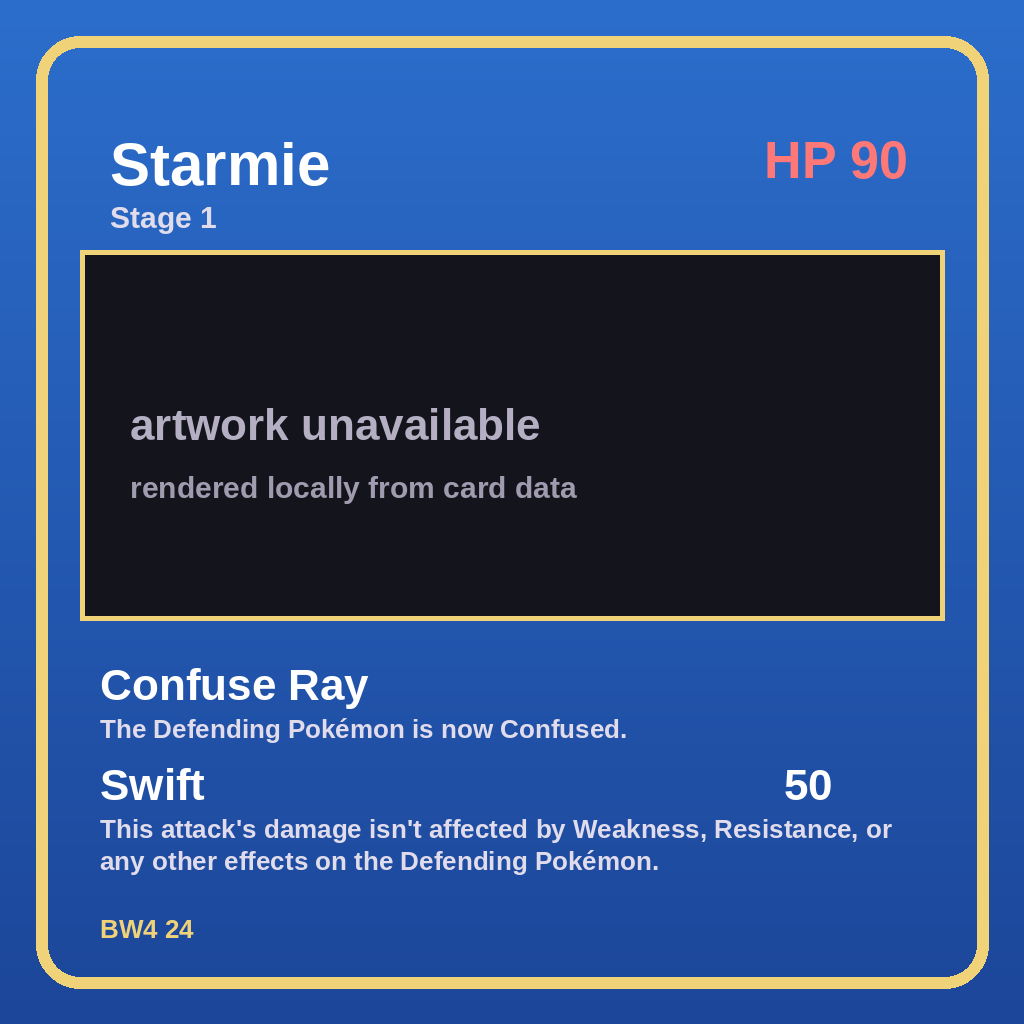 Starmie
HP 90
Stage 1
artwork unavailable
rendered locally from card data
Confuse Ray
The Defending Pokémon is now Confused.
Swift 50
This attack's damage isn't affected by Weakness, Resistance, or
any other effects on the Defending Pokémon.
BW4 24